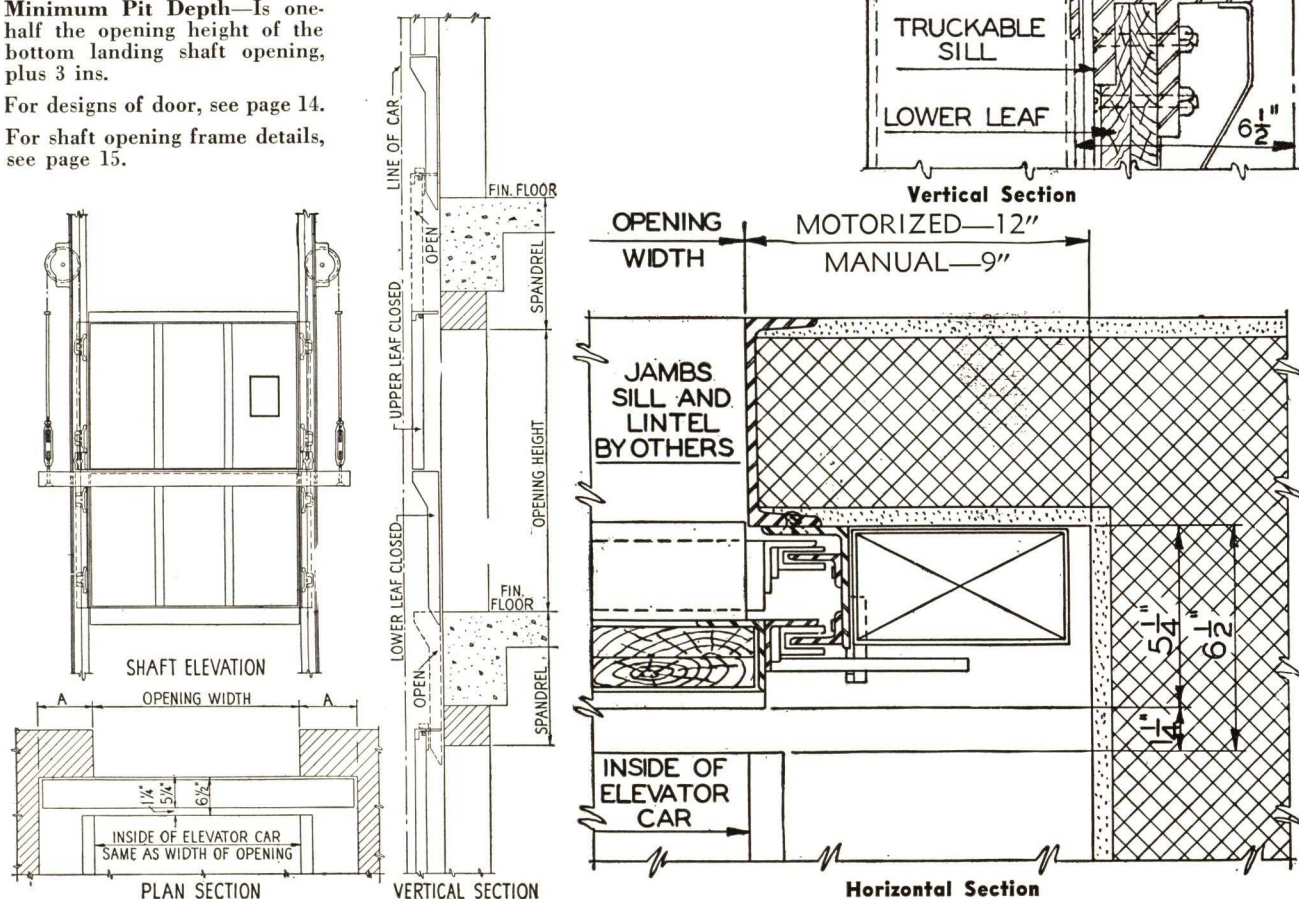 Minimum Pit Depth—Is one-
half the opening height of the
bottom landing shaft opening,
plus 3 ins.
For designs of door, see page 14.
For shaft opening frame details,
see page 15.
SHAFT ELEVATION
A
OPENING WIDTH
A
1¼"
5¼"
6½"
INSIDE OF ELEVATOR CAR
SAME AS WIDTH OF OPENING
PLAN SECTION
LINE OF CAR
UPPER LEAF CLOSED
LOWER LEAF CLOSED
OPEN
OPEN
FIN. FLOOR
SPANDREL
OPENING HEIGHT
FIN.
FLOOR
SPANDREL
VERTICAL SECTION
TRUCKABLE
SILL
LOWER LEAF
6½"
Vertical Section
OPENING
WIDTH
MOTORIZED—12"
MANUAL—9"
JAMBS
SILL AND
LINTEL
BY OTHERS
5¼"
6½"
1¼"
INSIDE OF
ELEVATOR
CAR
Horizontal Section